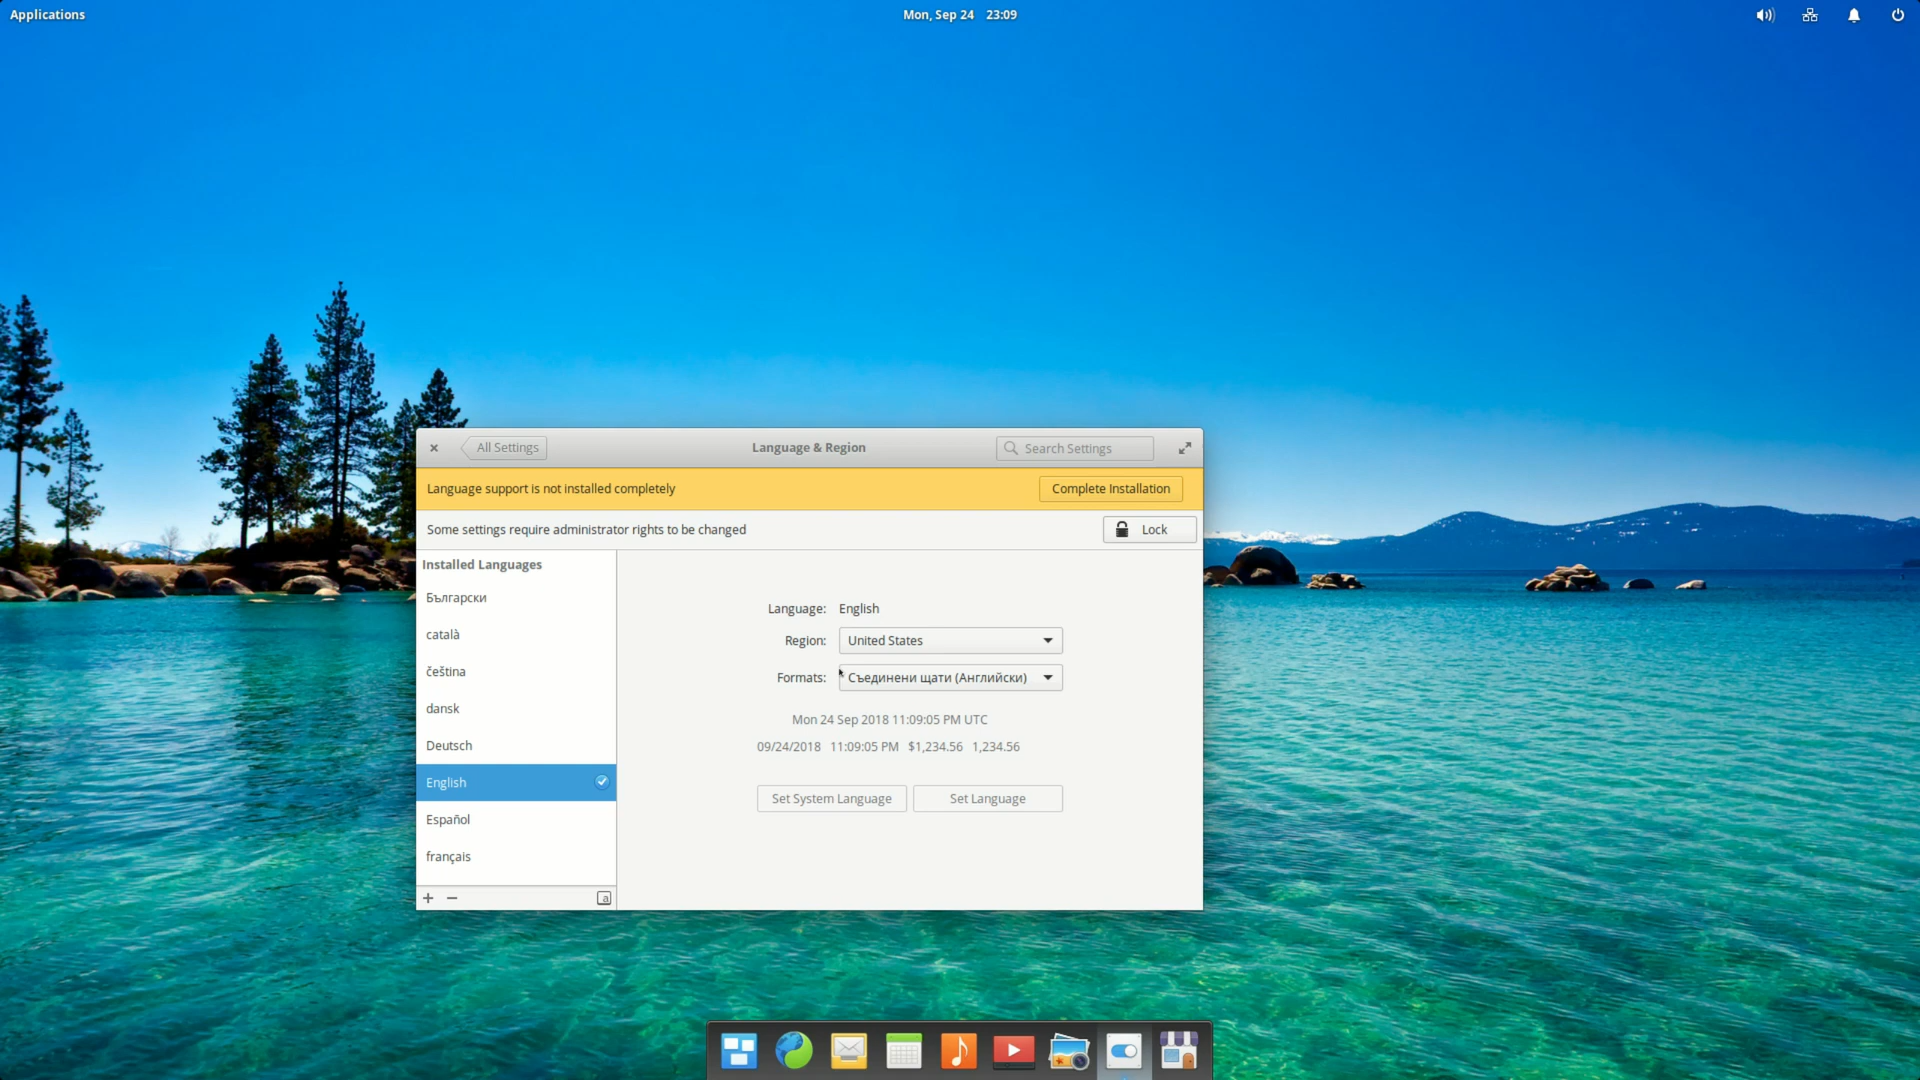 Applications
Mon, Sep 24 23:09
All Settings
Language & Region
Search Settings
Language support is not installed completely
Complete Installation
Some settings require administrator rights to be changed
Lock
Installed Languages
Български
català
čeština
dansk
Deutsch
English
Español
français
Language: English
Region: United States
Formats: Съединени щати (Английски)
Mon 24 Sep 2018 11:09:05 PM UTC
09/24/2018 11:09:05 PM $1,234.56 1,234.56
Set System Language
Set Language
a